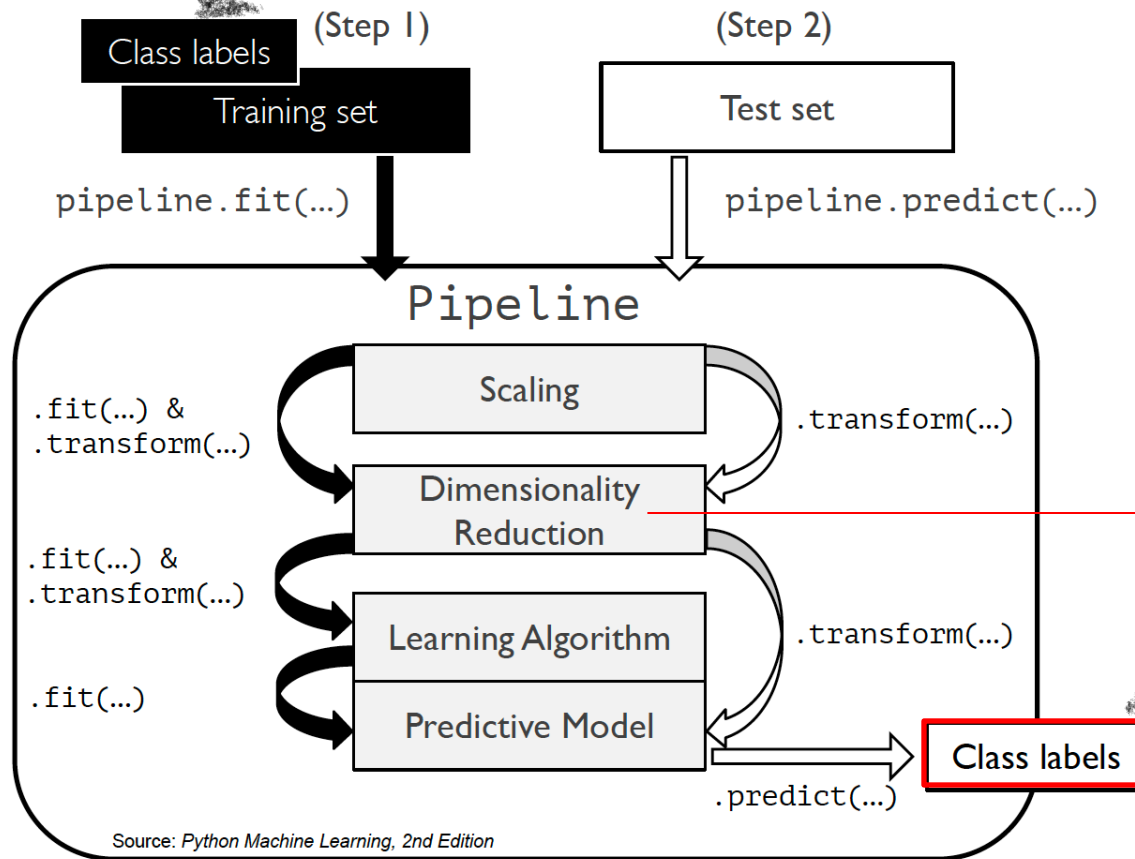 (Step 1)
(Step 2)
Class labels
Training set
Test set
pipeline.fit(…)
pipeline.predict(…)
Pipeline
Scaling
.fit(…) &
.transform(…)
.transform(…)
Dimensionality
Reduction
.fit(…) &
.transform(…)
.transform(…)
Learning Algorithm
.fit(…)
Predictive Model
Class labels
.predict(…)
Source: Python Machine Learning, 2nd Edition